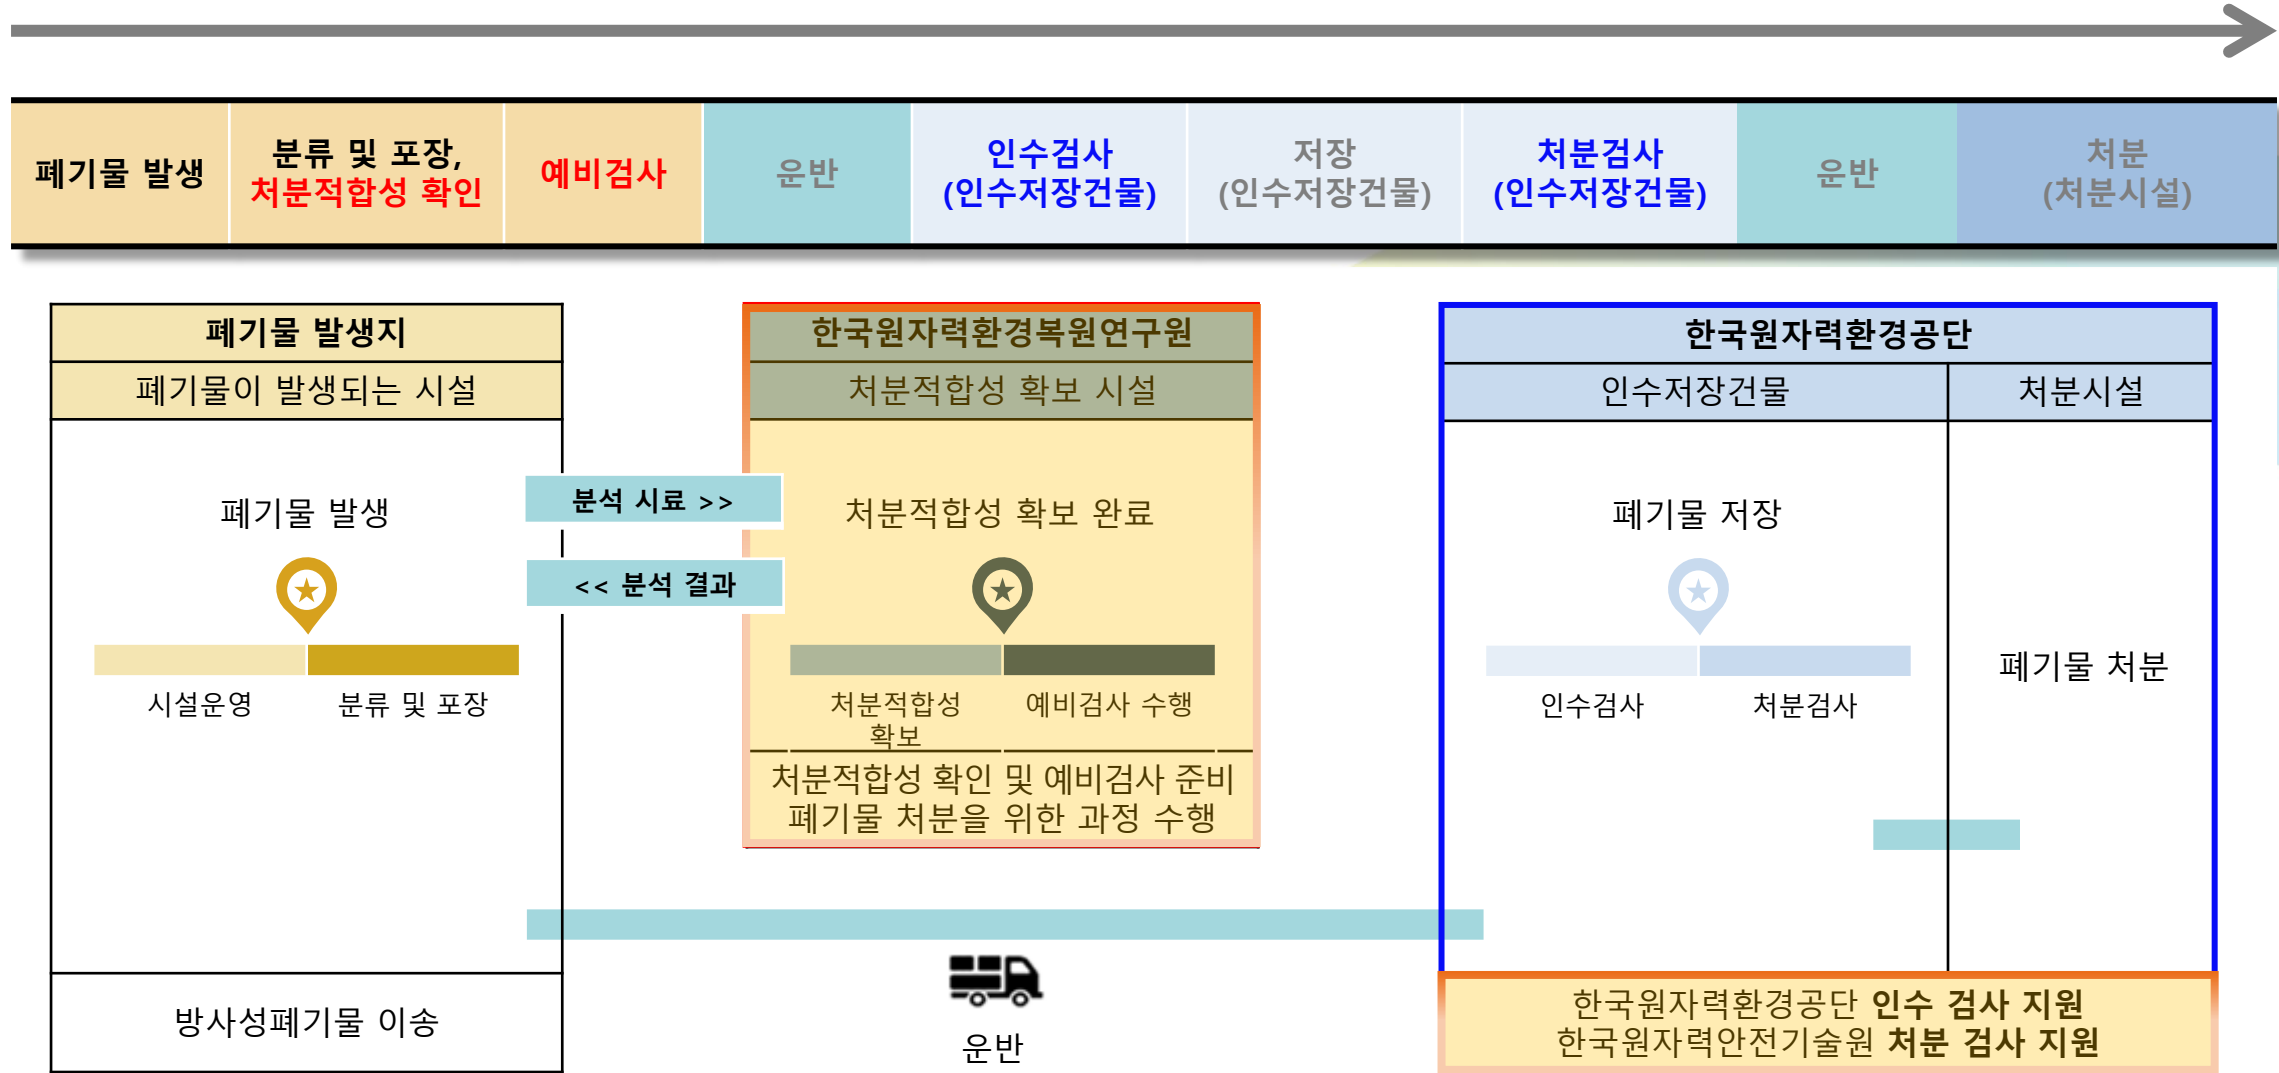 폐기물 발생
분류 및 포장,
처분적합성 확인
예비검사
운반
인수검사
(인수저장건물)
저장
(인수저장건물)
처분검사
(인수저장건물)
운반
처분
(처분시설)
폐기물 발생지
폐기물이 발생되는 시설
폐기물 발생
시설운영
분류 및 포장
방사성폐기물 이송
분석 시료 >>
<< 분석 결과
한국원자력환경복원연구원
처분적합성 확보 시설
처분적합성 확보 완료
처분적합성
확보
예비검사 수행
처분적합성 확인 및 예비검사 준비
폐기물 처분을 위한 과정 수행
운반
한국원자력환경공단
인수저장건물
처분시설
폐기물 저장
인수검사
처분검사
폐기물 처분
한국원자력환경공단 인수 검사 지원
한국원자력안전기술원 처분 검사 지원